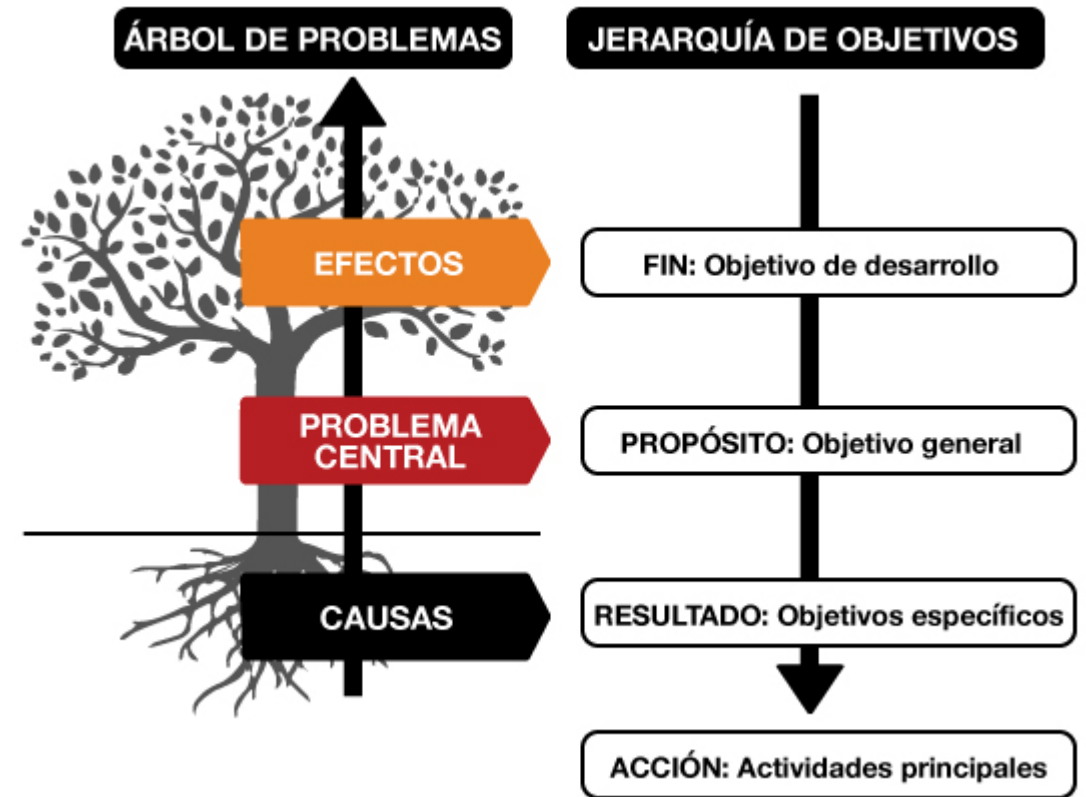 ÁRBOL DE PROBLEMAS
JERARQUÍA DE OBJETIVOS
EFECTOS
FIN: Objetivo de desarrollo
PROBLEMA
CENTRAL
PROPÓSITO: Objetivo general
CAUSAS
RESULTADO: Objetivos específicos
ACCIÓN: Actividades principales